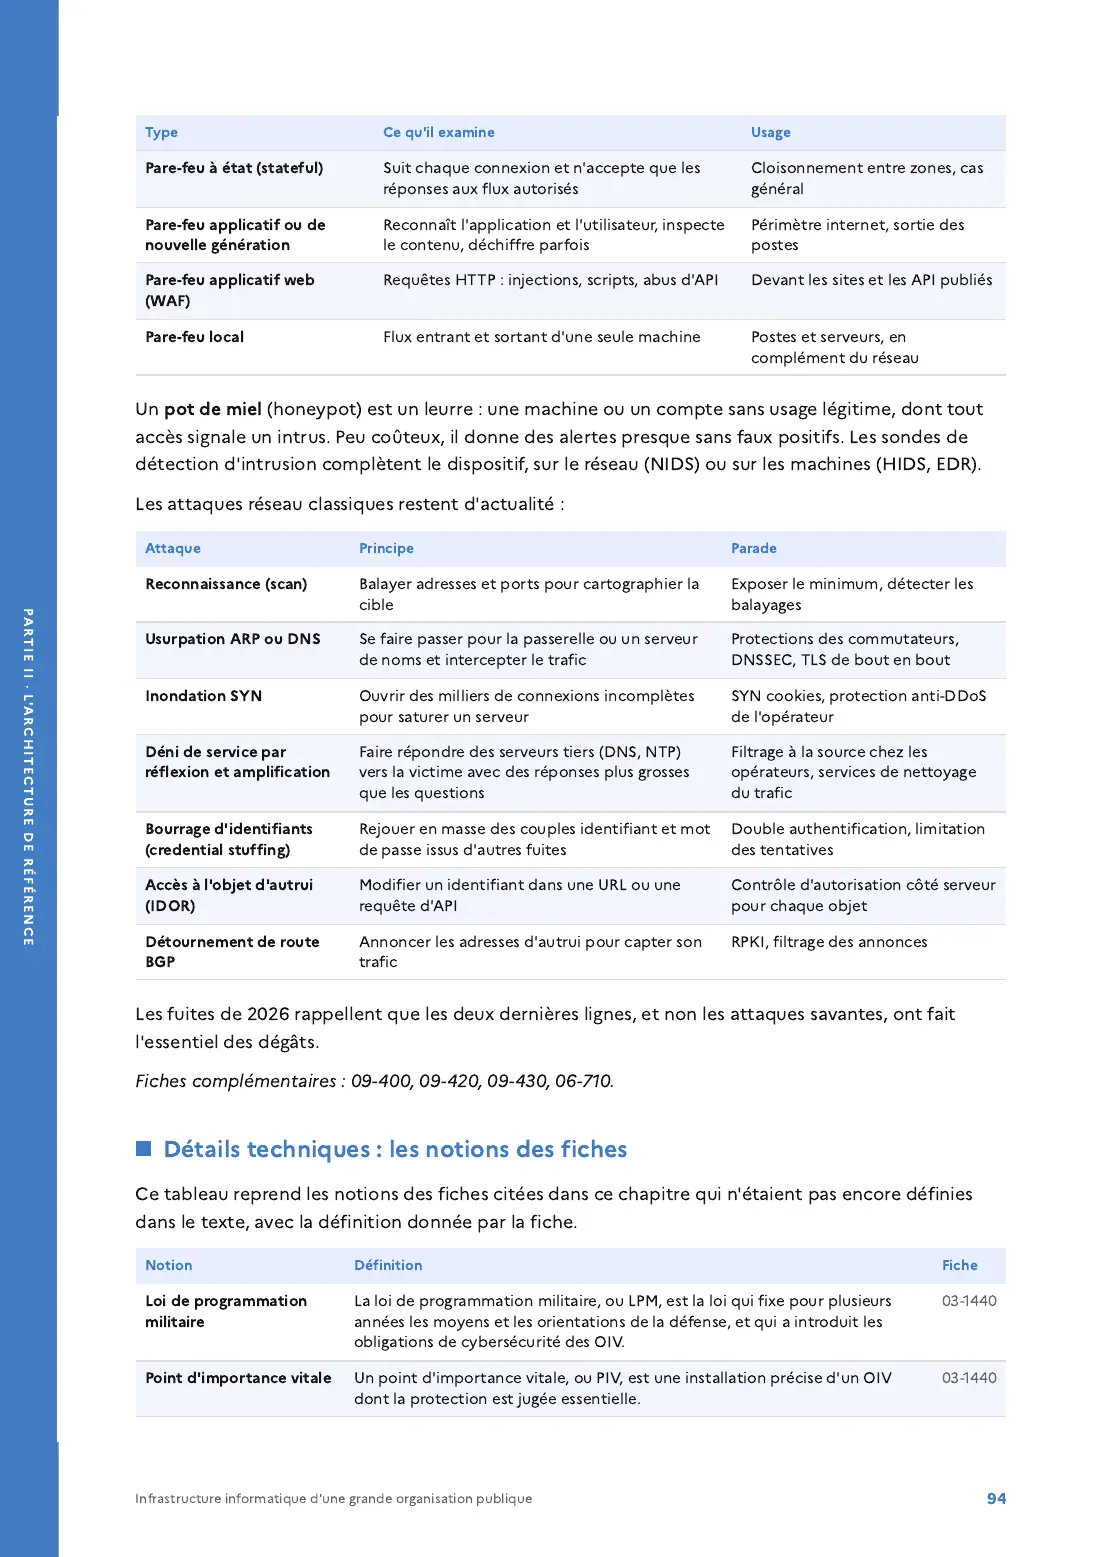 PARTIE II · L'ARCHITECTURE DE RÉFÉRENCE
Type Ce qu'il examine Usage
Pare-feu à état (stateful) Suit chaque connexion et n'accepte que les Cloisonnement entre zones, cas
réponses aux flux autorisés général
Pare-feu applicatif ou de Reconnaît l'application et l'utilisateur, inspecte Périmètre internet, sortie des
nouvelle génération le contenu, déchiffre parfois postes
Pare-feu applicatif web Requêtes HTTP : injections, scripts, abus d'API Devant les sites et les API publiés
(WAF)
Pare-feu local Flux entrant et sortant d'une seule machine Postes et serveurs, en
complément du réseau
Un pot de miel (honeypot) est un leurre : une machine ou un compte sans usage légitime, dont tout
accès signale un intrus. Peu coûteux, il donne des alertes presque sans faux positifs. Les sondes de
détection d'intrusion complètent le dispositif, sur le réseau (NIDS) ou sur les machines (HIDS, EDR).
Les attaques réseau classiques restent d'actualité :
Attaque Principe Parade
Reconnaissance (scan) Balayer adresses et ports pour cartographier la Exposer le minimum, détecter les
cible balayages
Usurpation ARP ou DNS Se faire passer pour la passerelle ou un serveur Protections des commutateurs,
de noms et intercepter le trafic DNSSEC, TLS de bout en bout
Inondation SYN Ouvrir des milliers de connexions incomplètes SYN cookies, protection anti-DDoS
pour saturer un serveur de l'opérateur
Déni de service par Faire répondre des serveurs tiers (DNS, NTP) Filtrage à la source chez les
réflexion et amplification vers la victime avec des réponses plus grosses opérateurs, services de nettoyage
que les questions du trafic
Bourrage d'identifiants Rejouer en masse des couples identifiant et mot Double authentification, limitation
(credential stuffing) de passe issus d'autres fuites des tentatives
Accès à l'objet d'autrui Modifier un identifiant dans une URL ou une Contrôle d'autorisation côté serveur
(IDOR) requête d'API pour chaque objet
Détournement de route Annoncer les adresses d'autrui pour capter son RPKI, filtrage des annonces
BGP trafic
Les fuites de 2026 rappellent que les deux dernières lignes, et non les attaques savantes, ont fait
l'essentiel des dégâts.
Fiches complémentaires : 09-400, 09-420, 09-430, 06-710.
Détails techniques : les notions des fiches
Ce tableau reprend les notions des fiches citées dans ce chapitre qui n'étaient pas encore définies
dans le texte, avec la définition donnée par la fiche.
Notion Définition Fiche
Loi de programmation La loi de programmation militaire, ou LPM, est la loi qui fixe pour plusieurs 03-1440
militaire années les moyens et les orientations de la défense, et qui a introduit les
obligations de cybersécurité des OIV.
Point d'importance vitale Un point d'importance vitale, ou PIV, est une installation précise d'un OIV 03-1440
dont la protection est jugée essentielle.
Infrastructure informatique d'une grande organisation publique 94